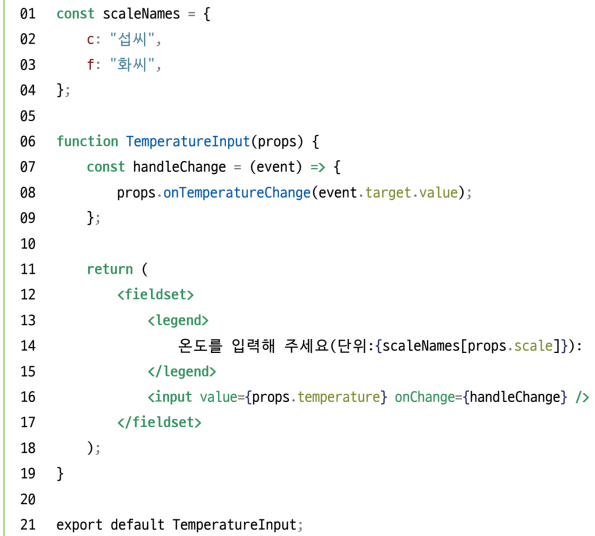 01 const scaleNames = {
02     c: "섭씨",
03     f: "화씨",
04 };
05
06 function TemperatureInput(props) {
07     const handleChange = (event) => {
08         props.onTemperatureChange(event.target.value);
09     };
10
11     return (
12         <fieldset>
13             <legend>
14                 온도를 입력해 주세요(단위:{scaleNames[props.scale]}):
15             </legend>
16             <input value={props.temperature} onChange={handleChange} />
17         </fieldset>
18     );
19 }
20
21 export default TemperatureInput;